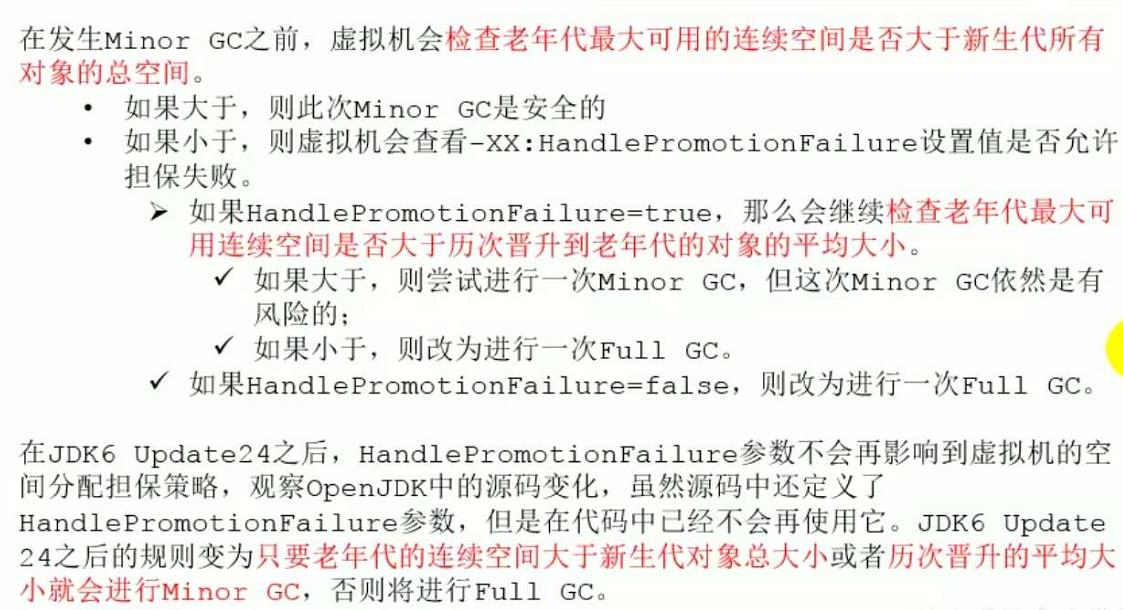 在发生Minor GC之前，虚拟机会检查老年代最大可用的连续空间是否大于新生代所有
对象的总空间。
• 如果大于，则此次Minor GC是安全的
• 如果小于，则虚拟机会查看-XX:HandlePromotionFailure设置值是否允许
担保失败。
➢ 如果HandlePromotionFailure=true，那么会继续检查老年代最大可
用连续空间是否大于历次晋升到老年代的对象的平均大小。
✓ 如果大于，则尝试进行一次Minor GC，但这次Minor GC依然是有
风险的；
✓ 如果小于，则改为进行一次Full GC。
✓ 如果HandlePromotionFailure=false，则改为进行一次Full GC。
在JDK6 Update24之后，HandlePromotionFailure参数不会再影响到虚拟机的空
间分配担保策略，观察OpenJDK中的源码变化，虽然源码中还定义了
HandlePromotionFailure参数，但是在代码中已经不会再使用它。JDK6 Update
24之后的规则变为只要老年代的连续空间大于新生代对象总大小或者历次晋升的平均大
小就会进行Minor GC，否则将进行Full GC。